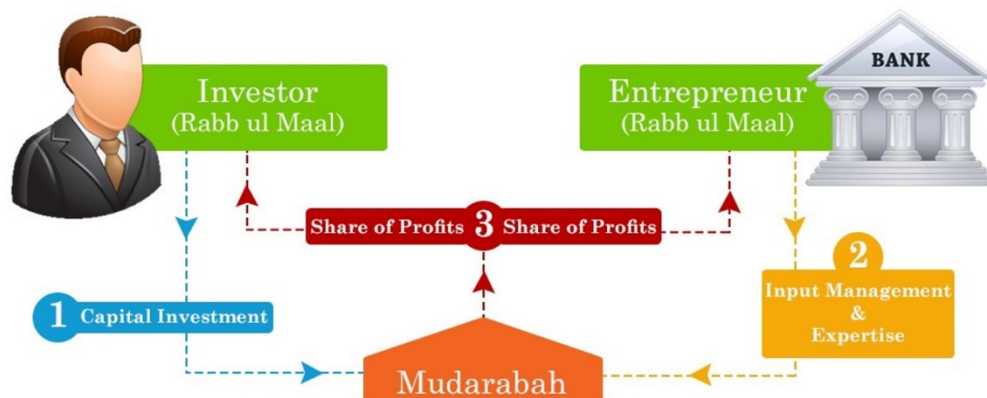 Investor
(Rabb ul Maal)
Entrepreneur
(Rabb ul Maal)
BANK
Share of Profits 3 Share of Profits
1 Capital Investment
2
Input Management
&
Expertise
Mudarabah